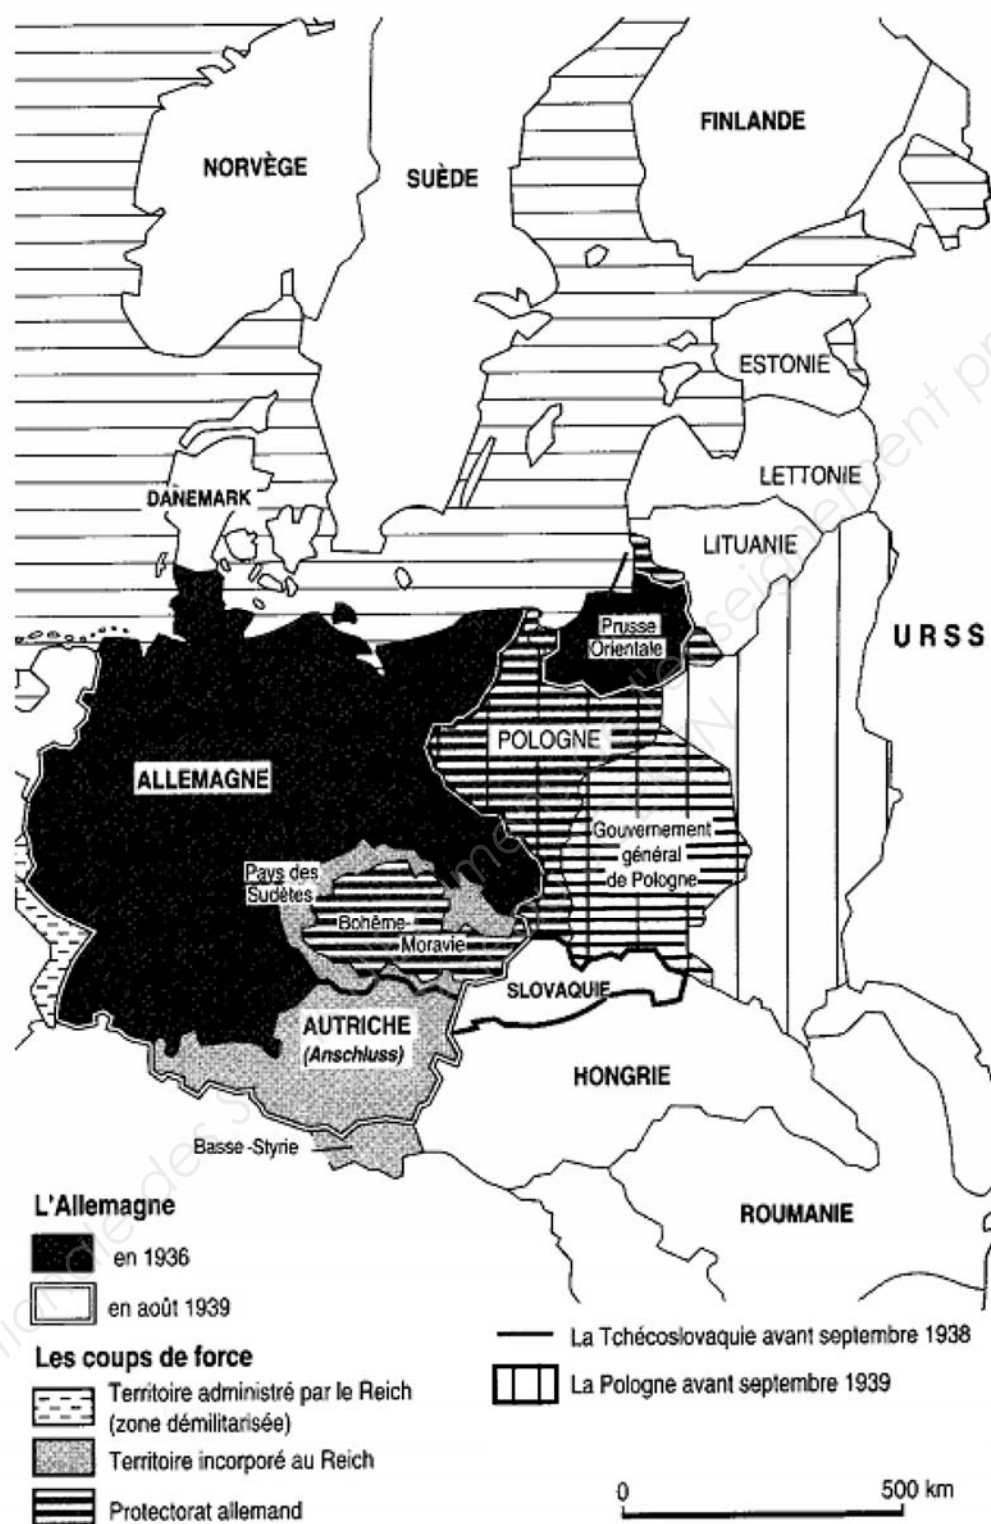 FINLANDE
NORVÈGE
SUÈDE
ESTONIE
LETTONIE
DANEMARK
LITUANIE
URSS
Prusse
Orientale
POLOGNE
ALLEMAGNE
Gouvernement
général
de Pologne
Pays des
Sudètes
Bohême-
Moravie
SLOVAQUIE
AUTRICHE
(Anschluss)
HONGRIE
Basse-Styrie
ROUMANIE
L'Allemagne
en 1936
en août 1939
Les coups de force
Territoire administré par le Reich
(zone démilitarisée)
Territoire incorporé au Reich
Protectorat allemand
La Tchécoslovaquie avant septembre 1938
La Pologne avant septembre 1939
0 500 km